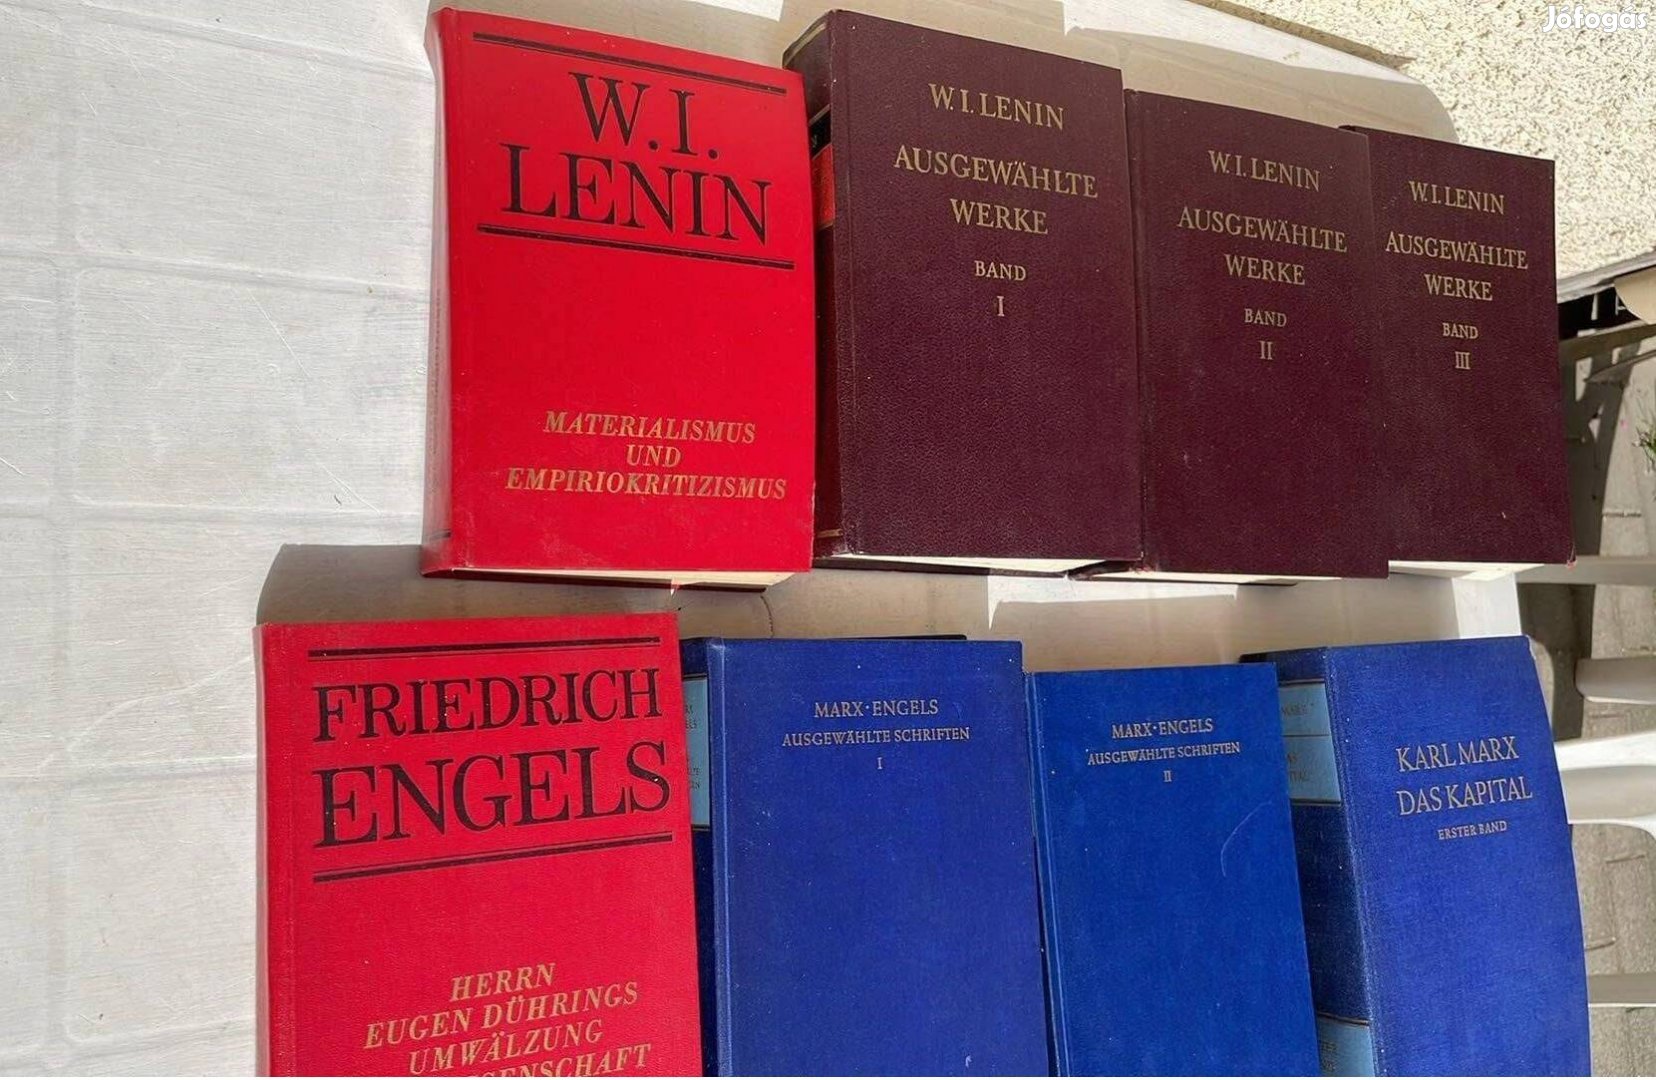 Jófogás
W.I.
LENIN
MATERIALISMUS
UND
EMPIRIOKRITIZISMUS
W.I. LENIN
AUSGEWÄHLTE
WERKE
BAND
I
W.I. LENIN
AUSGEWÄHLTE
WERKE
BAND
II
W.I. LENIN
AUSGEWÄHLTE
WERKE
BAND
III
FRIEDRICH
ENGELS
HERRN
EUGEN DÜHRINGS
UMWÄLZUNG
MARX·ENGELS
AUSGEWÄHLTE SCHRIFTEN
I
MARX·ENGELS
AUSGEWÄHLTE SCHRIFTEN
II
KARL MARX
DAS KAPITAL
ERSTER BAND